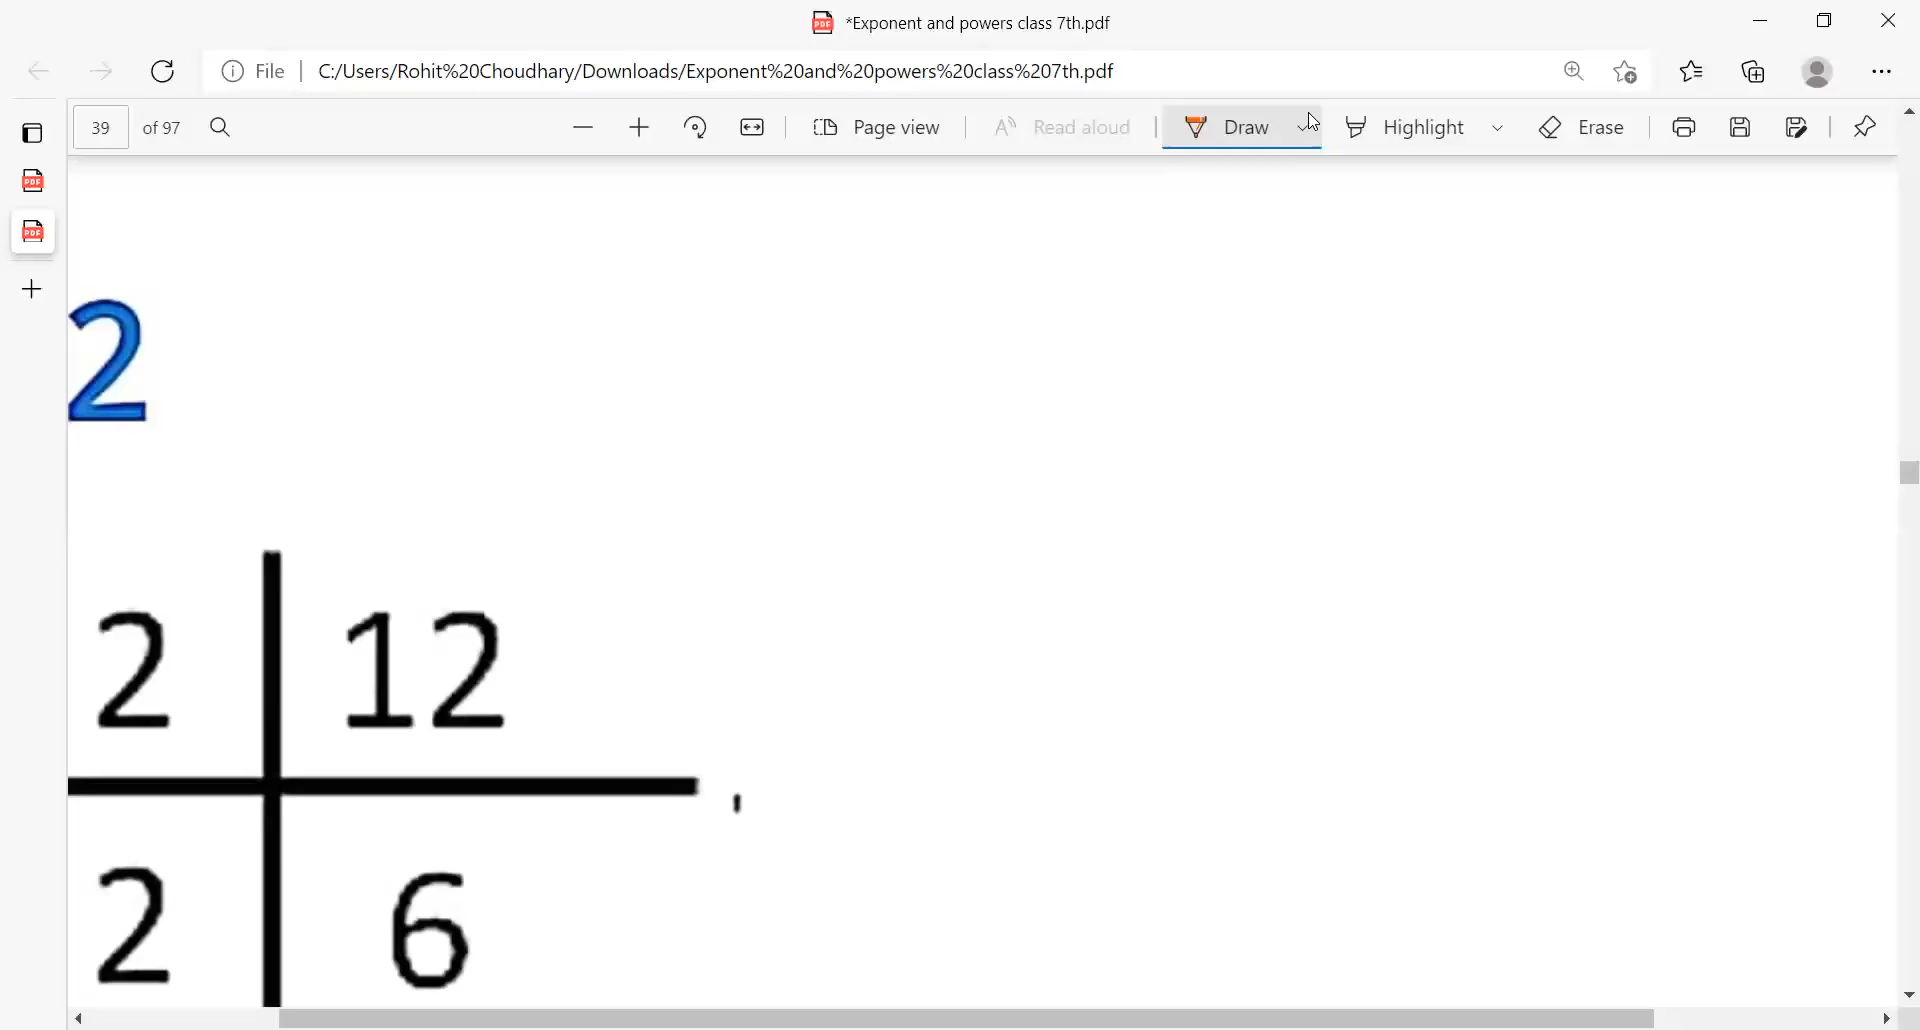 *Exponent and powers class 7th.pdf
File | C:/Users/Rohit%20Choudhary/Downloads/Exponent%20and%20powers%20class%207th.pdf
39 of 97 Page view Read aloud Draw Highlight Erase
2
2 12
2 6